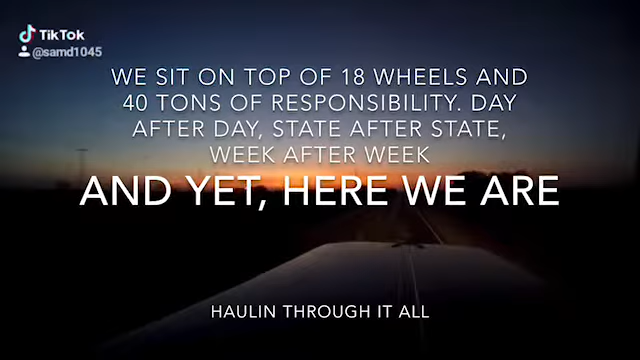 TikTok
@samd1045
WE SIT ON TOP OF 18 WHEELS AND
40 TONS OF RESPONSIBILITY. DAY
AFTER DAY, STATE AFTER STATE,
WEEK AFTER WEEK
AND YET, HERE WE ARE
HAULIN THROUGH IT ALL